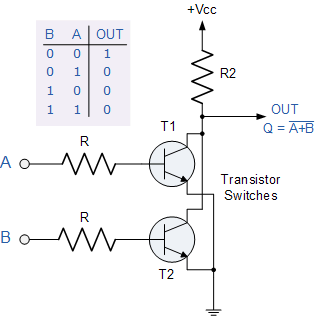 +Vcc
B A OUT
0 0 1
0 1 0
1 0 0
1 1 0
R2
OUT
Q = A̅+̅B̅
T1
R
A
Transistor
Switches
R
B
T2